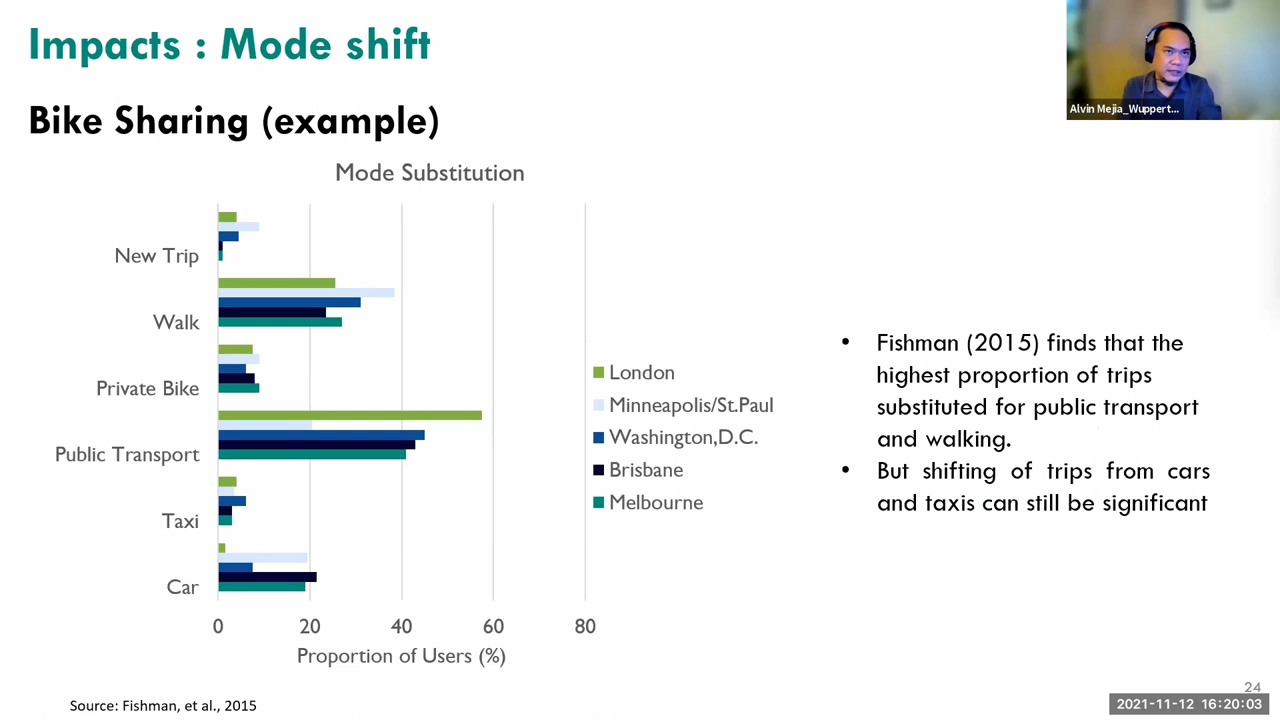 Impacts : Mode shift
Alvin Mejia_Wuppert...
Bike Sharing (example)
Mode Substitution
New Trip
Walk
Private Bike
Public Transport
Taxi
Car
0 20 40 60 80
Proportion of Users (%)
London
Minneapolis/St.Paul
Washington,D.C.
Brisbane
Melbourne
• Fishman (2015) finds that the
highest proportion of trips
substituted for public transport
and walking.
• But shifting of trips from cars
and taxis can still be significant
Source: Fishman, et al., 2015
24
2021-11-12 16:20:03